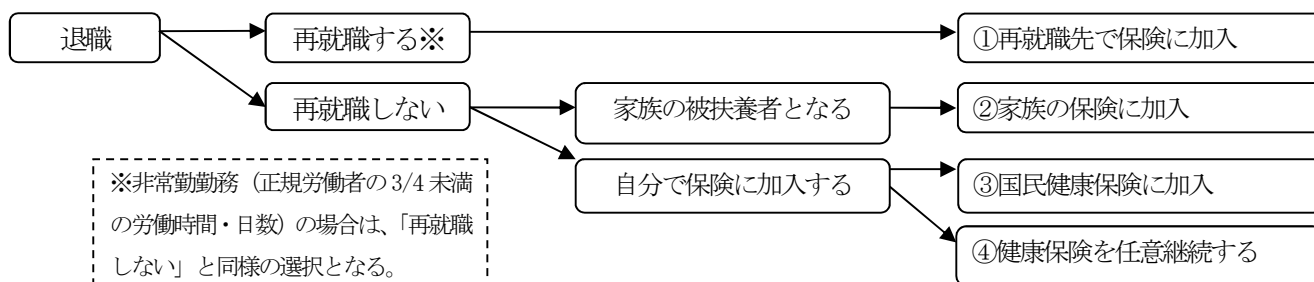 退職
再就職する※
①再就職先で保険に加入
再就職しない
家族の被扶養者となる
②家族の保険に加入
自分で保険に加入する
③国民健康保険に加入
④健康保険を任意継続する
※非常勤勤務（正規労働者の 3/4 未満
の労働時間・日数）の場合は、「再就職
しない」と同様の選択となる。